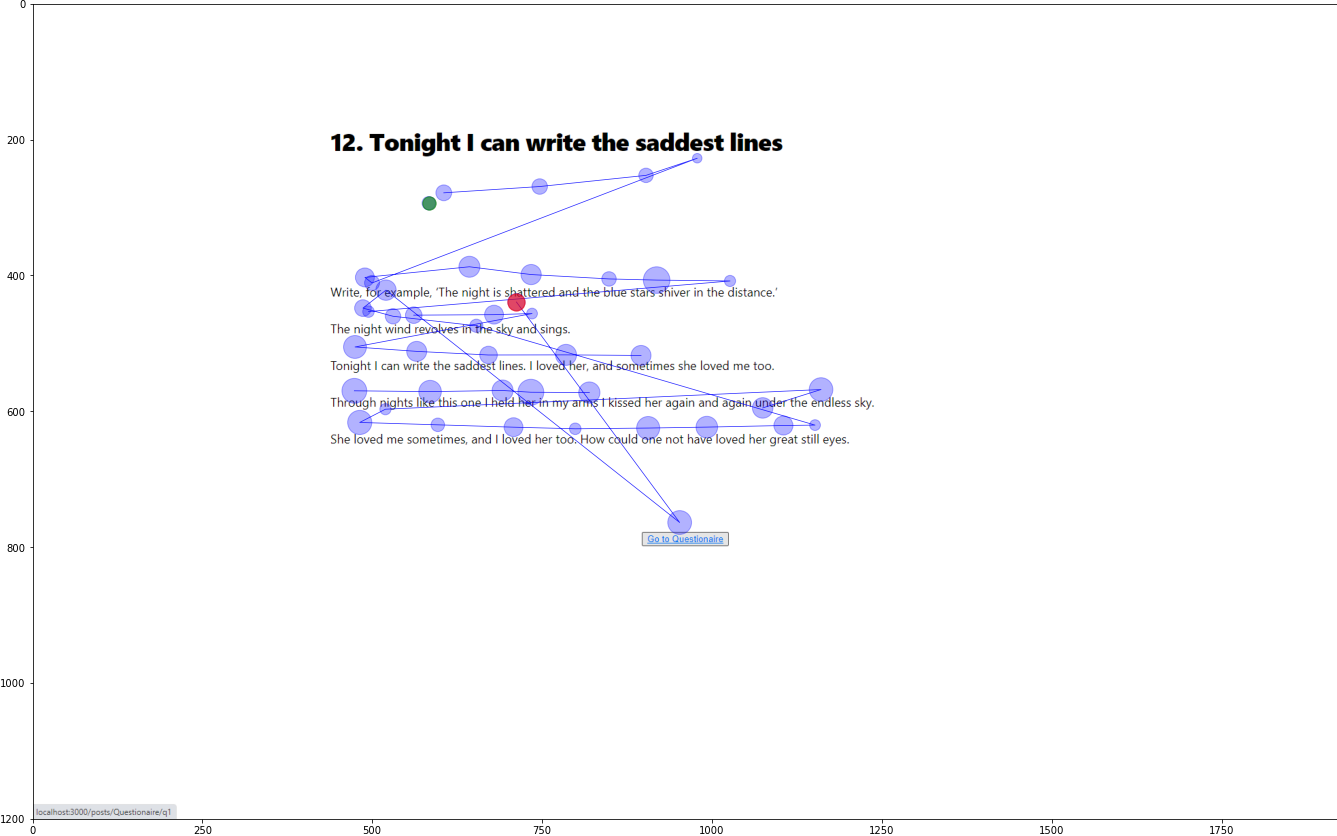 0
200
12. Tonight I can write the saddest lines
400
Write, for example, 'The night is shattered and the blue stars shiver in the distance.'
The night wind revolves in the sky and sings.
Tonight I can write the saddest lines. I loved her, and sometimes she loved me too.
600
Through nights like this one I held her in my arms I kissed her again and again under the endless sky.
She loved me sometimes, and I loved her too. How could one not have loved her great still eyes.
Go to Questionaire
800
1000
localhost:3000/posts/Questionaire/q1
1200
0 250 500 750 1000 1250 1500 1750